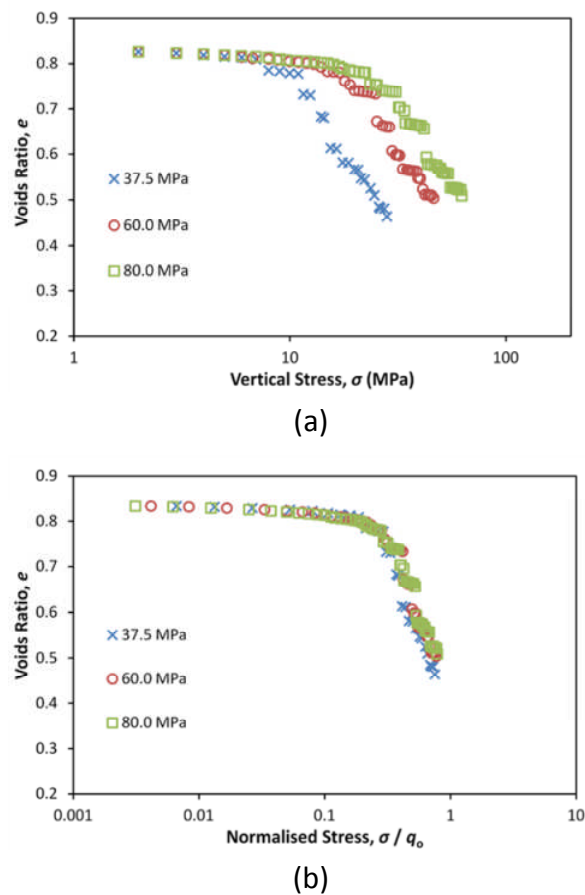 0.9
0.8
0.7
0.6
0.5
0.4
0.3
0.2
Voids Ratio, e
37.5 MPa
60.0 MPa
80.0 MPa
1 10 100
Vertical Stress, σ (MPa)
(a)
0.9
0.8
0.7
0.6
0.5
0.4
0.3
0.2
Voids Ratio, e
37.5 MPa
60.0 MPa
80.0 MPa
0.001 0.01 0.1 1 10
Normalised Stress, σ / qₒ
(b)